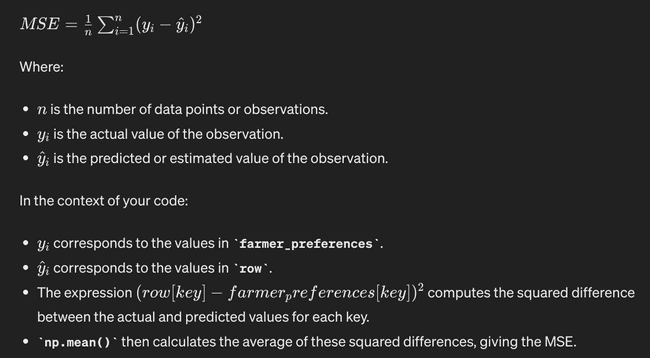 MSE = \frac{1}{n} \sum_{i=1}^{n} (y_i - \hat{y}_i)^2
Where:
• n is the number of data points or observations.
• y_i is the actual value of the observation.
• \hat{y}_i is the predicted or estimated value of the observation.
In the context of your code:
• y_i corresponds to the values in `farmer_preferences`.
• \hat{y}_i corresponds to the values in `row`.
• The expression (row[key] - farmer_preferences[key])^2 computes the squared difference
between the actual and predicted values for each key.
• `np.mean()` then calculates the average of these squared differences, giving the MSE.